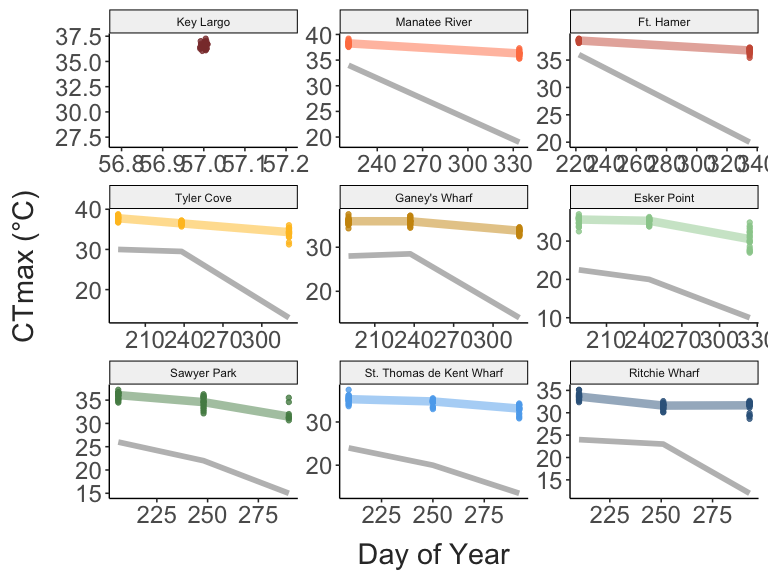 Key Largo
Manatee River
Ft. Hamer
37.5
35.0
32.5
30.0
27.5
40
35
30
25
20
35
30
25
20
56.8 56.9 57.0 57.1 57.2
240 270 300 330
220 240 260 280 300 320 340
Tyler Cove
Ganey's Wharf
Esker Point
40
30
20
30
20
30
20
10
210 240 270 300
210 240 270 300
210 240 270 300 330
Sawyer Park
St. Thomas de Kent Wharf
Ritchie Wharf
35
30
25
20
15
30
20
35
30
25
20
15
225 250 275
225 250 275
225 250 275
CTmax (°C)
Day of Year